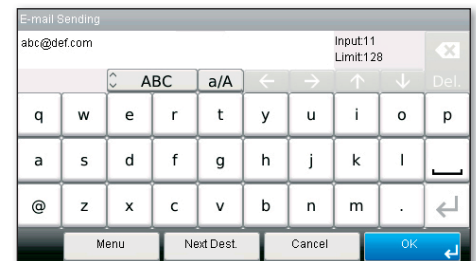 E-mail Sending
abc@def.com
Input:11
Limit:128
ABC a/A Del.
q w e r t y u i o p
a s d f g h j k l
@ z x c v b n m .
Menu Next Dest. Cancel OK